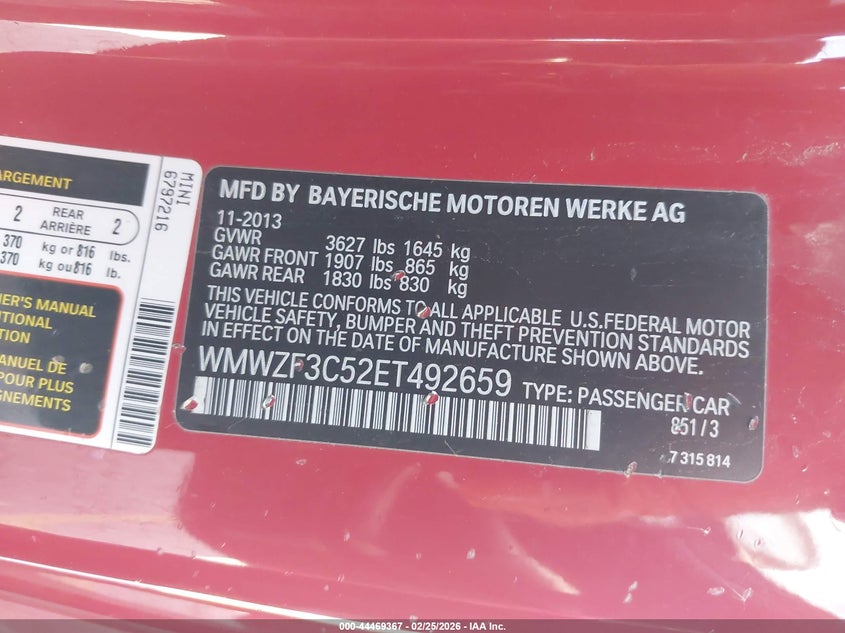 ARGEMENT
2 REAR ARRIÈRE 2
370 kg or 816 lbs.
370 kg ou 816 lb.
ER'S MANUAL
ITIONAL
TION
ANUEL DE
POUR PLUS
GNEMENTS
MINI
6797216
MFD BY BAYERISCHE MOTOREN WERKE AG
11-2013
GVWR 3627 lbs 1645 kg
GAWR FRONT 1907 lbs 865 kg
GAWR REAR 1830 lbs 830 kg
THIS VEHICLE CONFORMS TO ALL APPLICABLE U.S.FEDERAL MOTOR
VEHICLE SAFETY, BUMPER AND THEFT PREVENTION STANDARDS
IN EFFECT ON THE DATE OF MANUFACTURE SHOWN ABOVE.
WMWZF3C52ET492659 TYPE: PASSENGER CAR
851/3
7 315 814
000-44469367 - 02/25/2026 - IAA Inc.